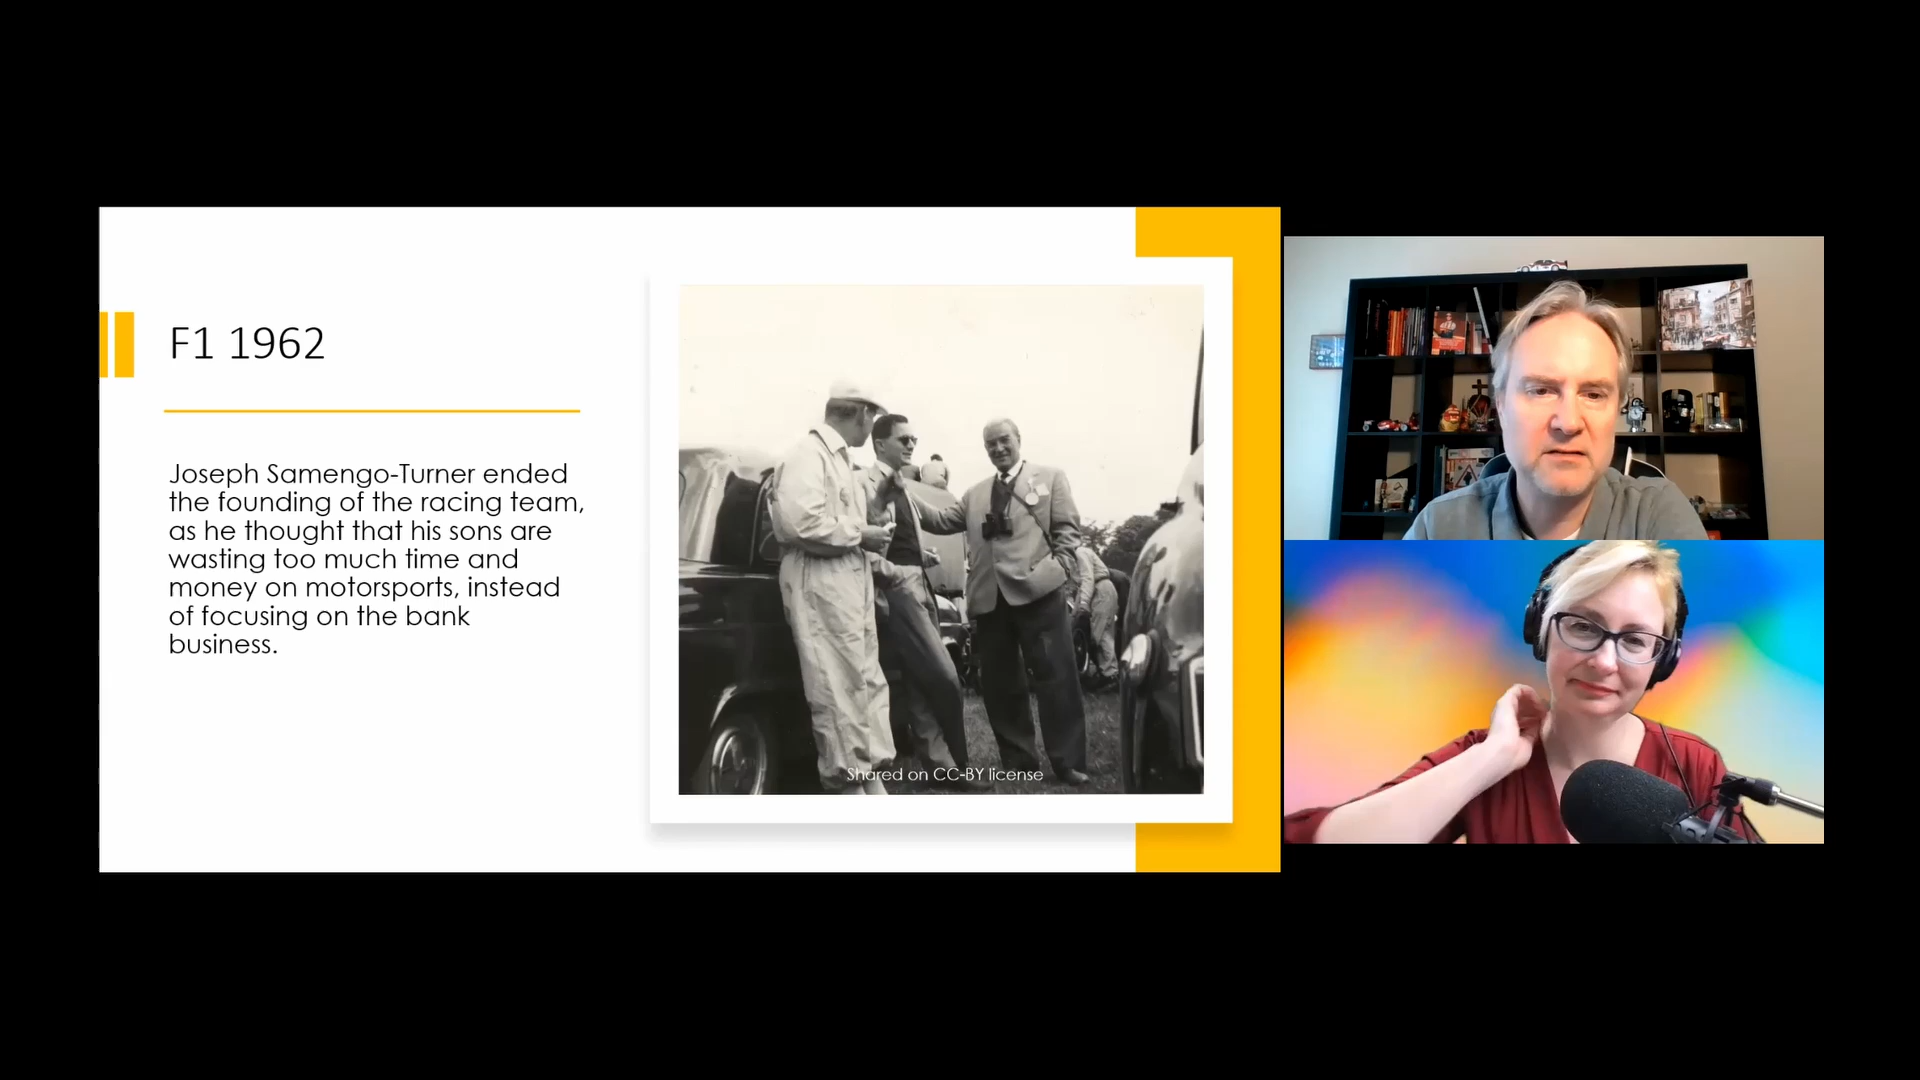 F1 1962
Joseph Samengo-Turner ended
the founding of the racing team,
as he thought that his sons are
wasting too much time and
money on motorsports, instead
of focusing on the bank
business.
Shared on CC-BY license